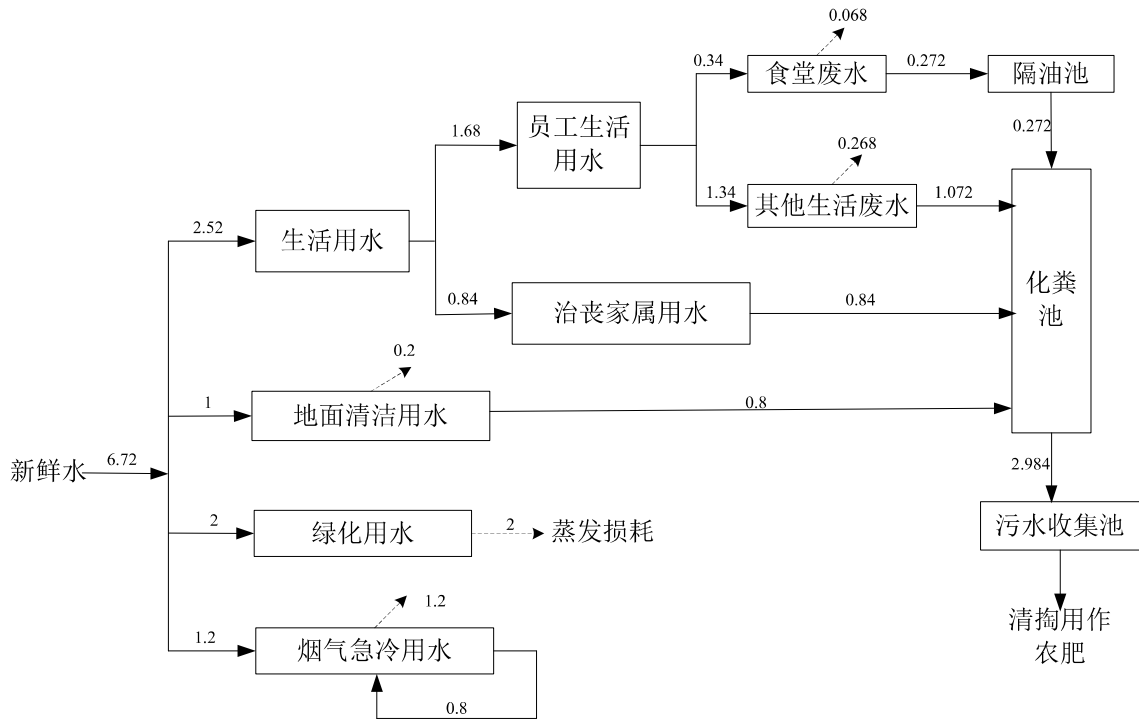 0.068
0.34
食堂废水
0.272
隔油池
1.68
员工生活
用水
0.272
0.268
1.34
其他生活废水
1.072
2.52
生活用水
化粪
池
0.84
治丧家属用水
0.84
0.2
1
地面清洁用水
0.8
新鲜水
6.72
2.984
2
绿化用水
2
蒸发损耗
污水收集池
1.2
1.2
烟气急冷用水
清掏用作
农肥
0.8